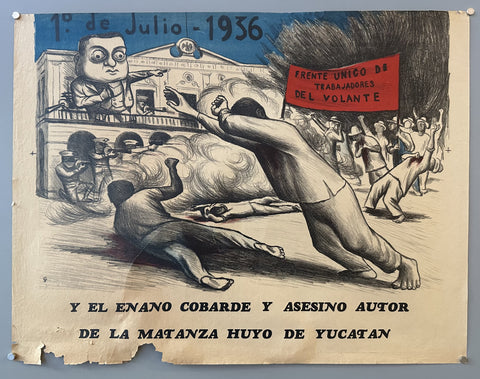 1º de Julio - 1936
FRENTE UNICO DE
TRABAJADORES
DEL VOLANTE
Y EL ENANO COBARDE Y ASESINO AUTOR
DE LA MATANZA HUYO DE YUCATAN